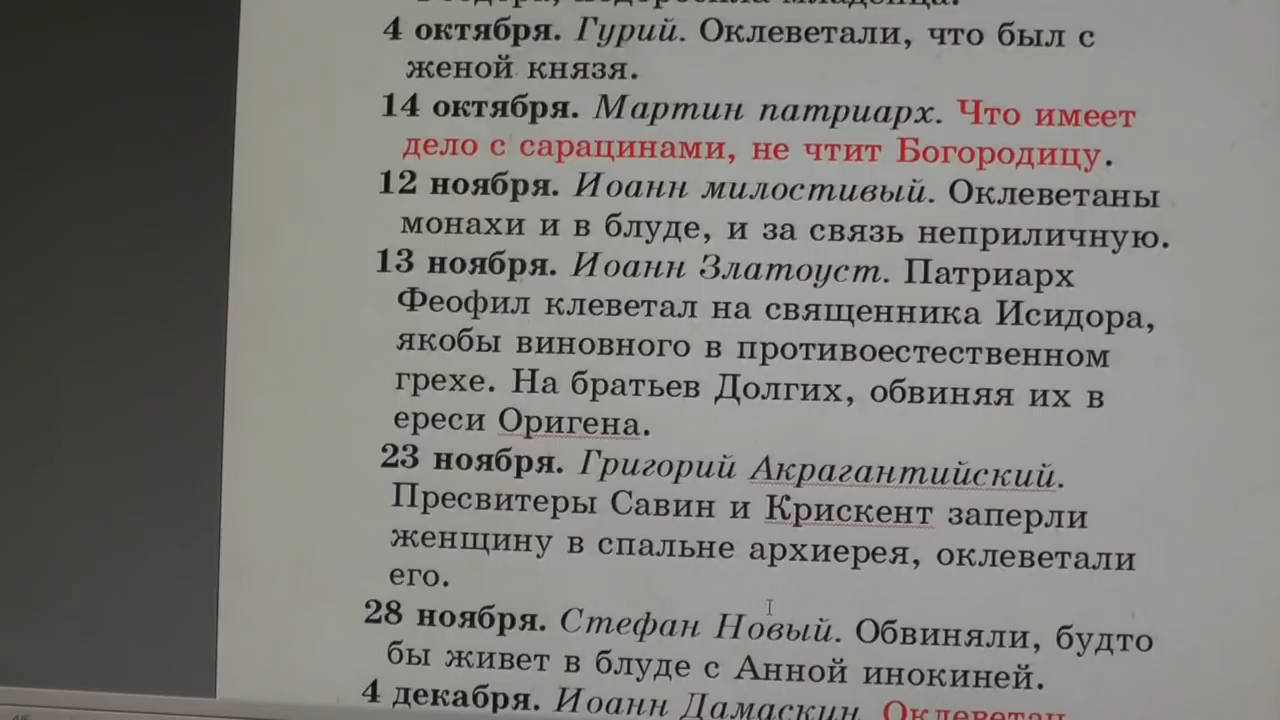 младенца.
4 октября. Гурий. Оклеветали, что был с
женой князя.
14 октября. Мартин патриарх. Что имеет
дело с сарацинами, не чтит Богородицу.
12 ноября. Иоанн милостивый. Оклеветаны
монахи и в блуде, и за связь неприличную.
13 ноября. Иоанн Златоуст. Патриарх
Феофил клеветал на священника Исидора,
якобы виновного в противоестественном
грехе. На братьев Долгих, обвиняя их в
ереси Оригена.
23 ноября. Григорий Акрагантийский.
Пресвитеры Савин и Крискент заперли
женщину в спальне архиерея, оклеветали
его.
28 ноября. Стефан Новый. Обвиняли, будто
бы живет в блуде с Анной инокиней.
4 декабря. Иоанн Дамаскин. Оклеветан